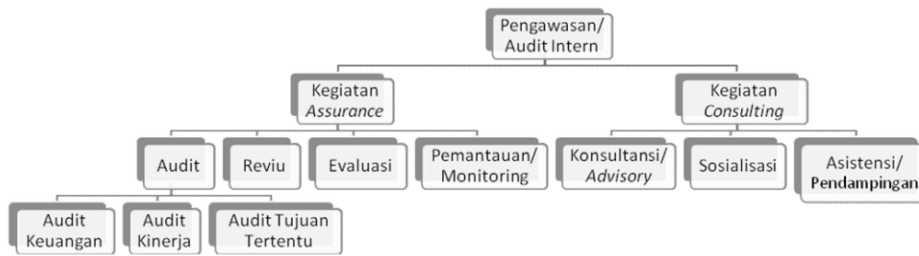 Pengawasan/
Audit Intern
Kegiatan
Assurance
Kegiatan
Consulting
Audit
Reviu
Evaluasi
Pemantauan/
Monitoring
Konsultansi/
Advisory
Sosialisasi
Asistensi/
Pendampingan
Audit
Keuangan
Audit
Kinerja
Audit Tujuan
Tertentu